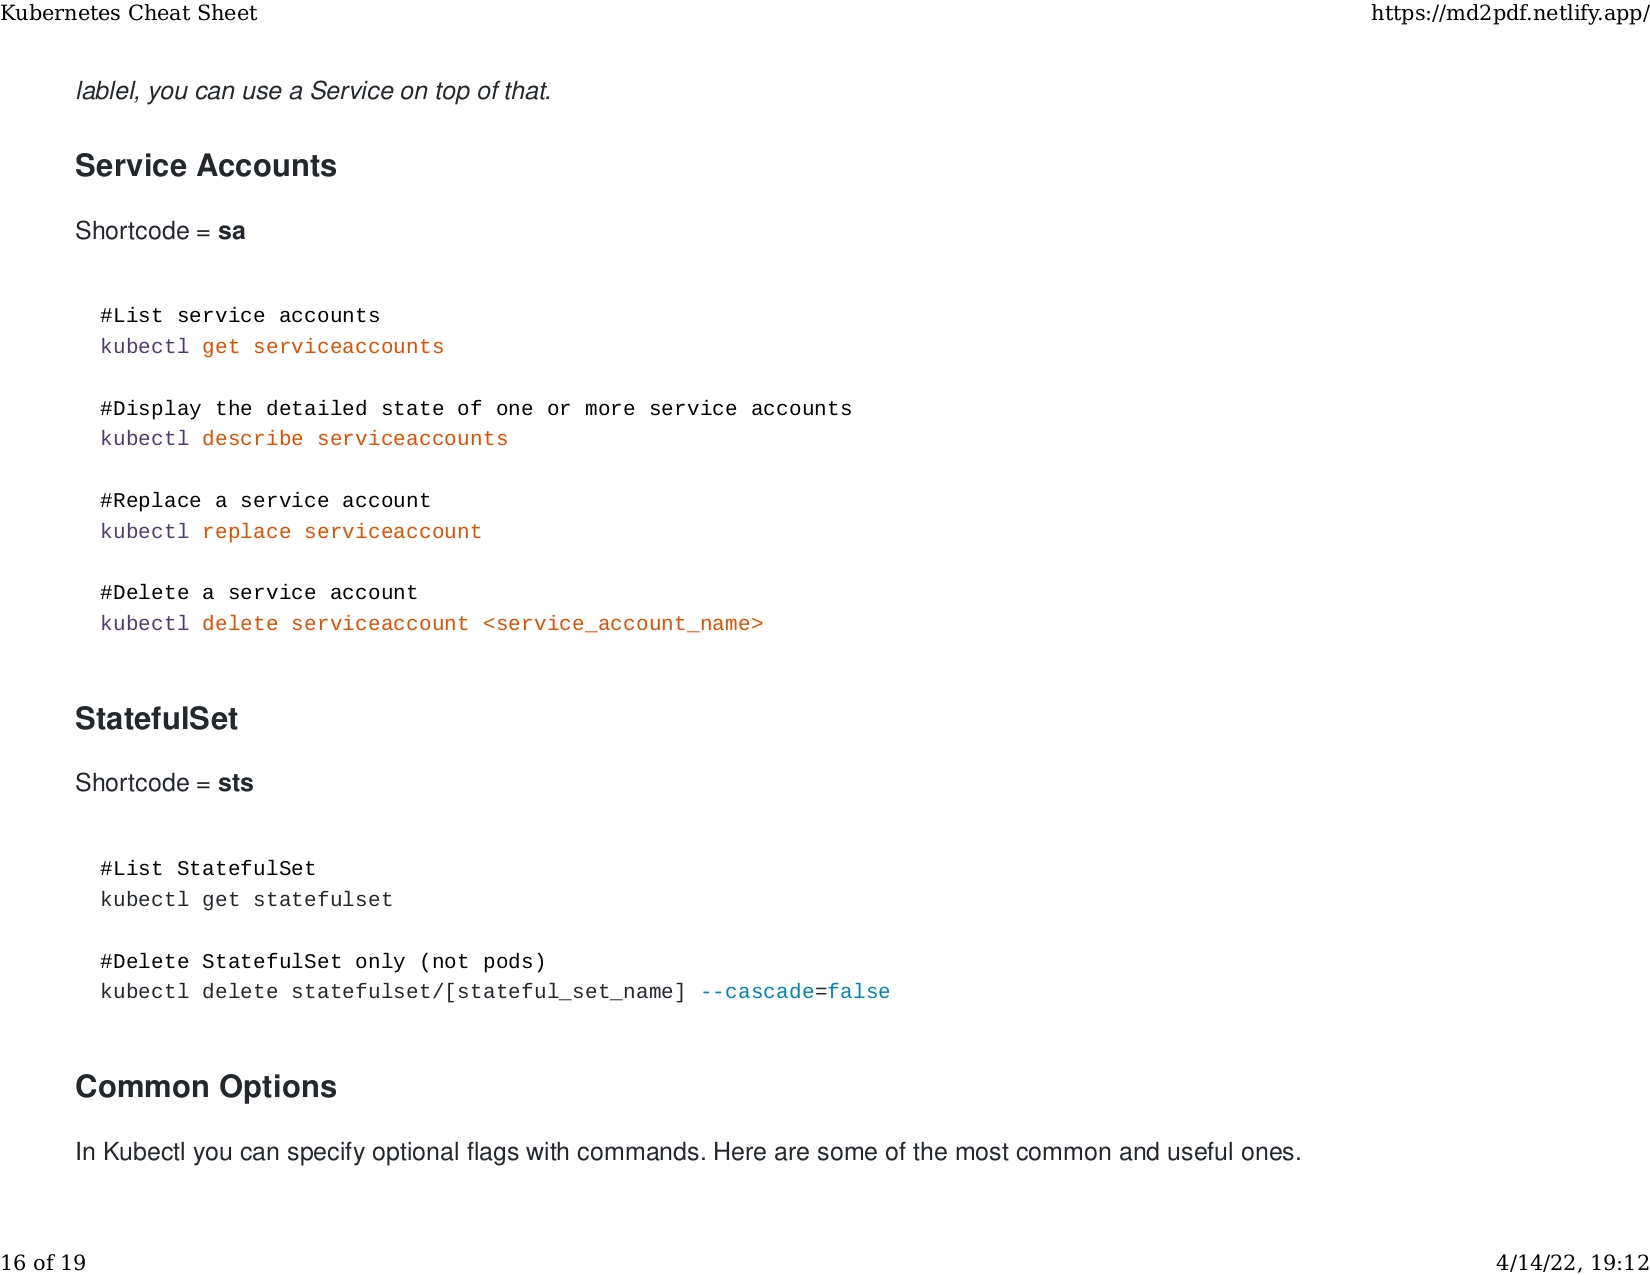 Kubernetes Cheat Sheet https://md2pdf.netlify.app/
lablel, you can use a Service on top of that.
Service Accounts
Shortcode = sa
#List service accounts
kubectl get serviceaccounts
#Display the detailed state of one or more service accounts
kubectl describe serviceaccounts
#Replace a service account
kubectl replace serviceaccount
#Delete a service account
kubectl delete serviceaccount <service_account_name>
StatefulSet
Shortcode = sts
#List StatefulSet
kubectl get statefulset
#Delete StatefulSet only (not pods)
kubectl delete statefulset/[stateful_set_name] --cascade=false
Common Options
In Kubectl you can specify optional flags with commands. Here are some of the most common and useful ones.
16 of 19 4/14/22, 19:12